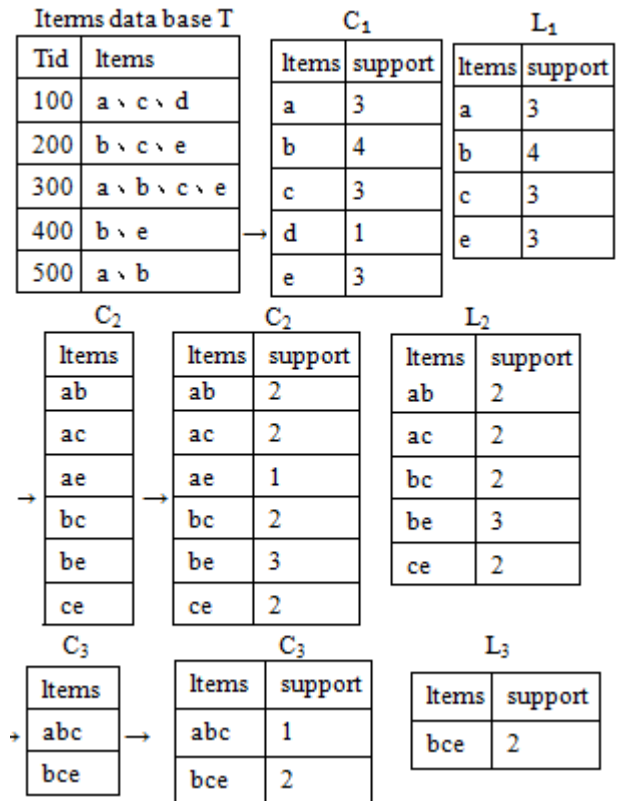 Iterms data base T
C₁
L₁
Tid Items
100 a、c、d
200 b、c、e
300 a、b、c、e
400 b、e
500 a、b
→
Items support
a 3
b 4
c 3
d 1
e 3
Items support
a 3
b 4
c 3
e 3
C₂
C₂
L₂
→
Items
ab
ac
ae
bc
be
ce
→
Items support
ab 2
ac 2
ae 1
bc 2
be 3
ce 2
Items support
ab 2
ac 2
bc 2
be 3
ce 2
C₃
C₃
L₃
→
Items
abc
bce
→
Items support
abc 1
bce 2
Items support
bce 2